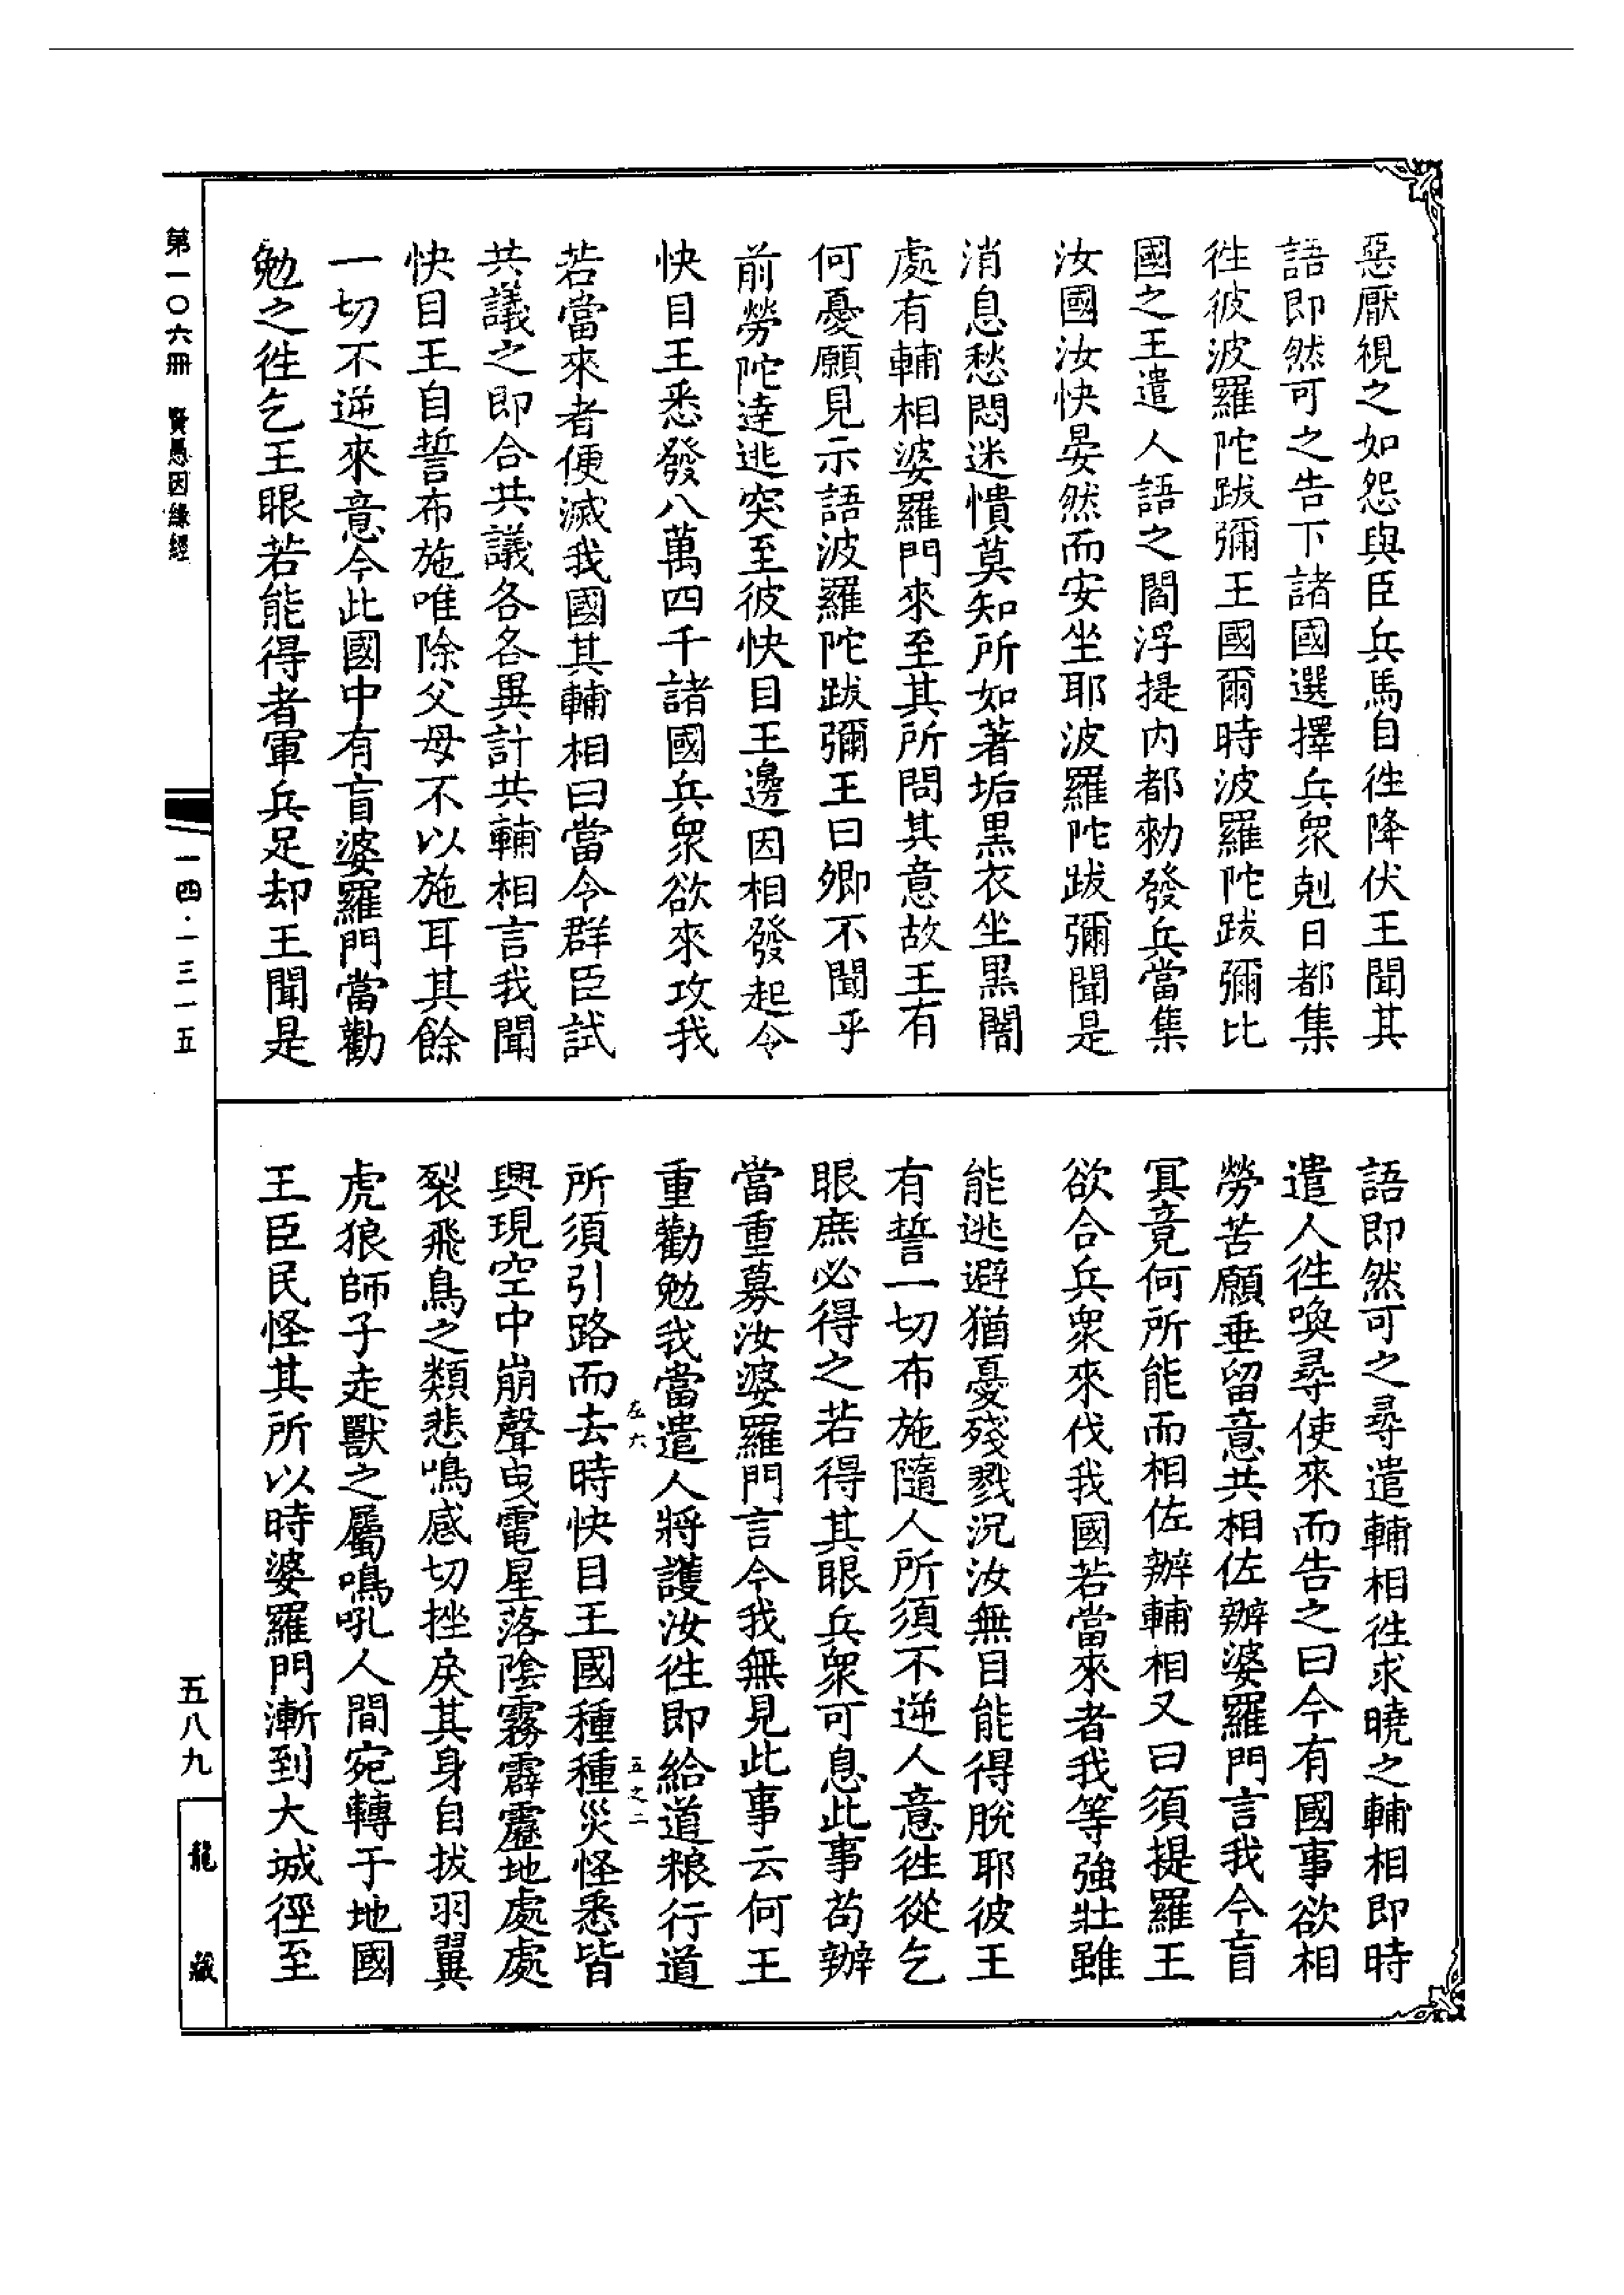 惡厭視之如怨與臣兵馬自徃降伏王聞其
語即然可之告下諸國選擇兵衆剋日都集
徃彼波羅陀跋彌王國爾時波羅陀跋彌比
國之王遣人語之閻浮提内都勑發兵當集
汝國汝快晏然而安坐耶波羅陀跋彌聞是
消息愁悶迷憒莫知所如著垢黒衣坐黒闇
處有輔相婆羅門來至其所問其意故王有
何憂願見示語波羅陀跋彌王曰卿不聞乎
前勞陀達逃突至彼快目王邊因相發起令
快目王悉發八萬四千諸國兵衆欲來攻我
若當來者便滅我國其輔相曰當令群臣試
共議之即合共議各各異計共輔相言我聞
快目王自誓布施唯除父母不以施耳其餘
一切不逆來意今此國中有盲婆羅門當勸
勉之徃乞王眼若能得者軍兵足却王聞是
語即然可之尋遣輔相徃求曉之輔相即時
遣人徃喚尋使來而告之曰今有國事欲相
勞苦願垂留意共相佐辦婆羅門言我今盲
冥竟何所能而相佐辦輔相又曰須提羅王
欲合兵衆來伐我國若當來者我等強壯雖
能逃避猶憂殘戮況汝無目能得脫耶彼王
有誓一切布施隨人所須不逆人意徃從乞
眼庶必得之若得其眼兵衆可息此事苟辦
當重募汝婆羅門言今我無見此事云何王
重勸勉我當遣人將護汝徃即給道粮行道
左六
五之二
所須引路而去時快目王國種種災怪悉皆
興現空中崩聲曳電星落陰霧霹靂地處處
裂飛鳥之類悲鳴感切挫戾其身自拔羽翼
虎狼師子走獸之屬鳴吼人間宛轉于地國
王臣民怪其所以時婆羅門漸到大城徑至
第一〇六冊　賢愚因緣經
一四·一三一五
五八九
龍藏